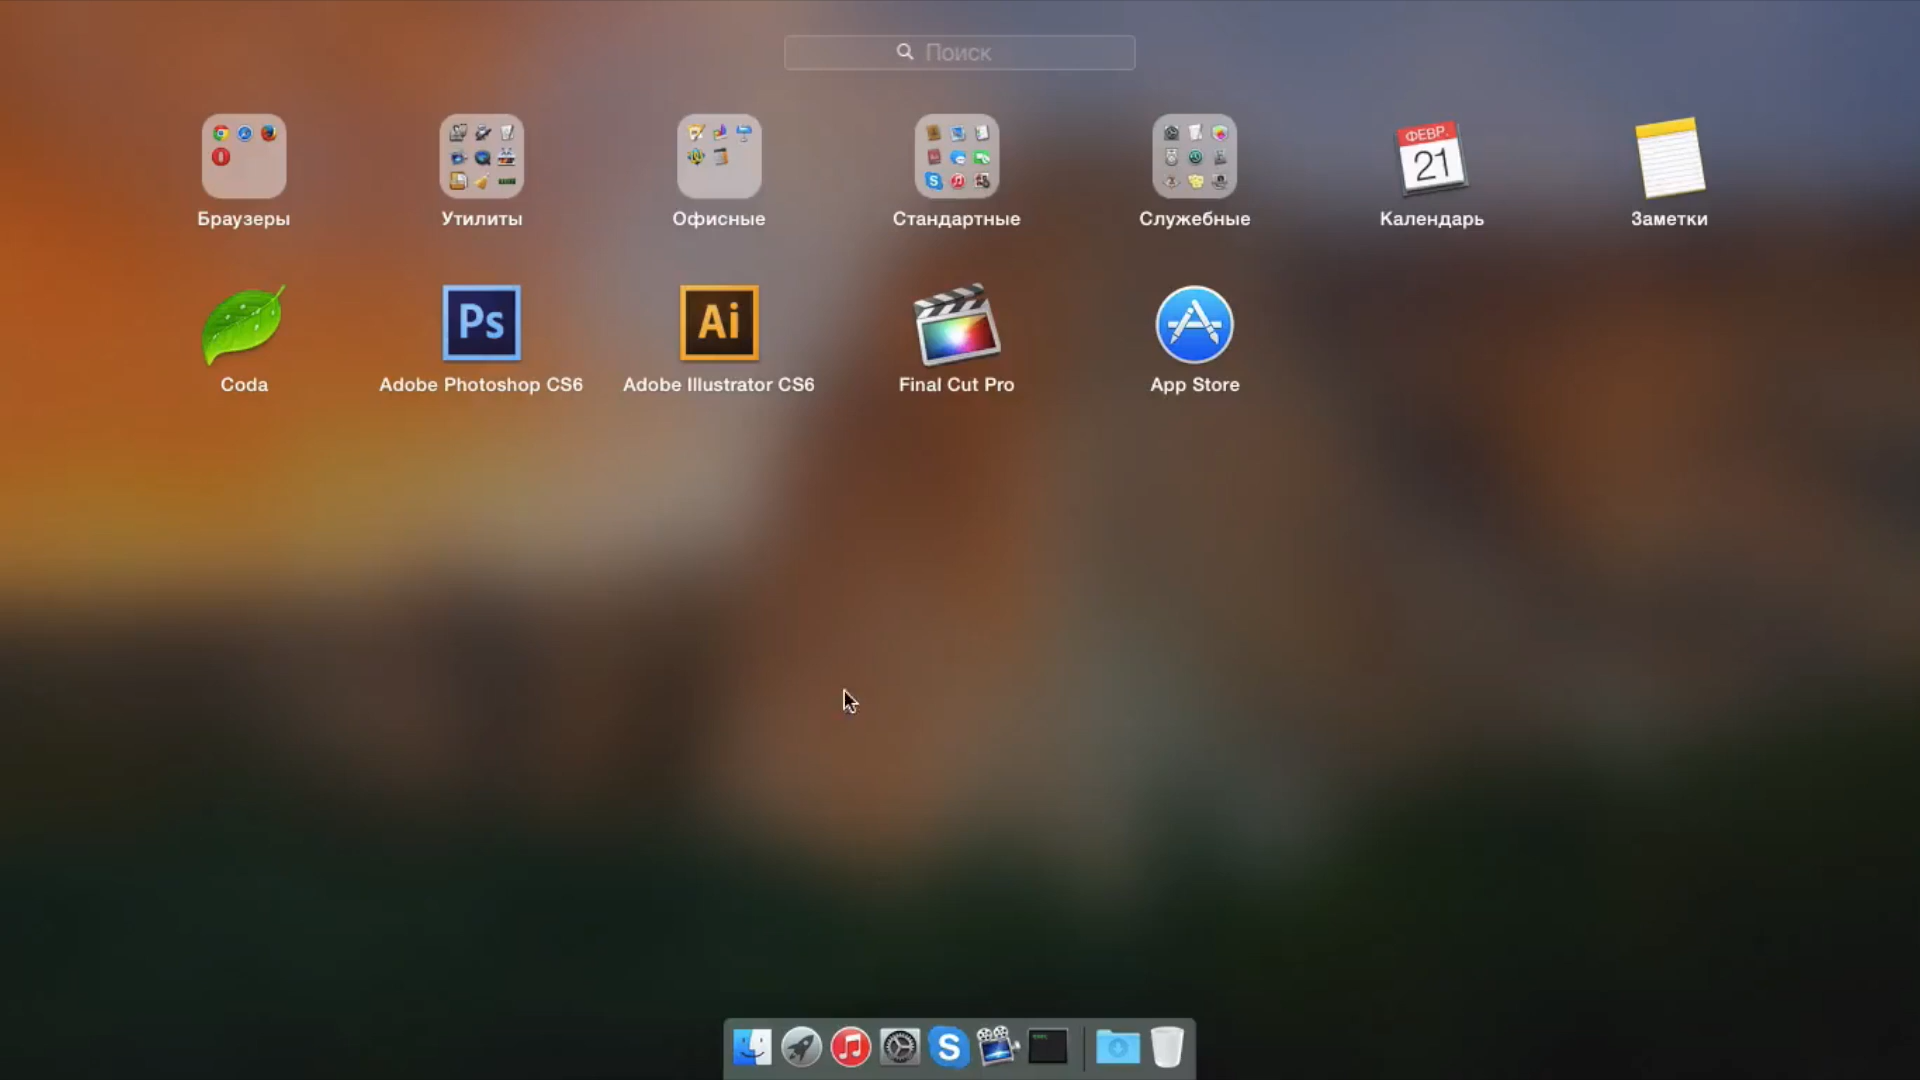 Поиск
Браузеры
Утилиты
Офисные
Стандартные
Служебные
ФЕВР.
21
Календарь
Заметки
Ps
Ai
Coda
Adobe Photoshop CS6
Adobe Illustrator CS6
Final Cut Pro
App Store
S